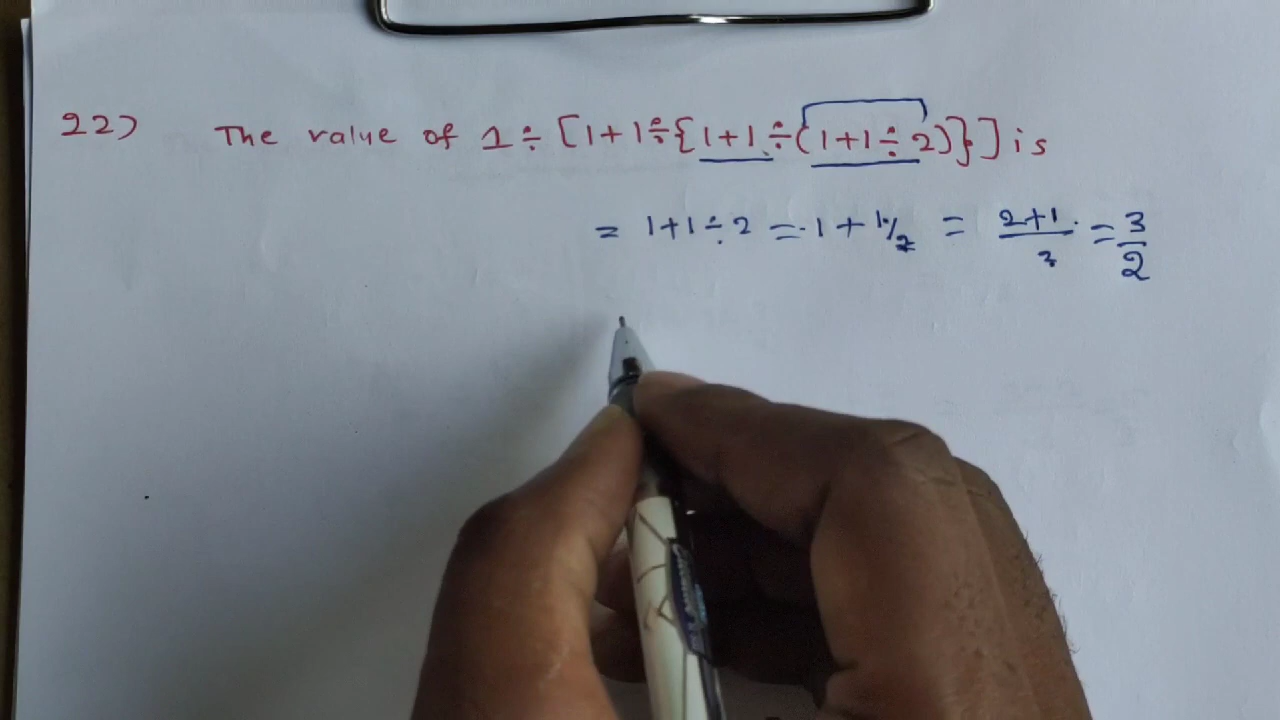 22) The value of 1÷[1+1÷{1+1÷(1+1÷2)}] is
= 1+1÷2 = 1+1/2 = 2+1/2 = 3/2